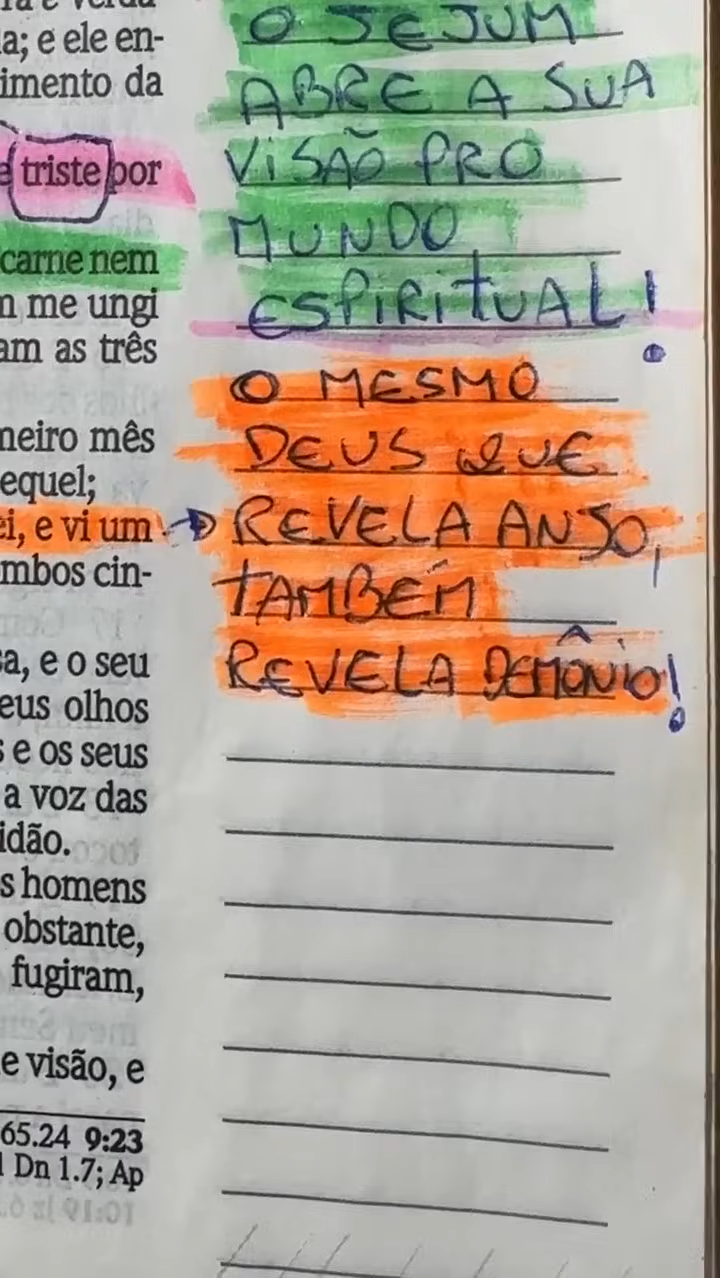 a; e ele en-
imento da
triste por
carne nem
me ungi
am as três
neiro mês
equel;
ei, e vi um
mbos cin-
sa, e o seu
eus olhos
s e os seus
a voz das
idão.
s homens
obstante,
fugiram,
e visão, e
65.24 9:23
Dn 1.7; Ap
O JEJUM
ABRE A SUA
VISÃO PRO
MUNDO
ESPIRITUAL!
O MESMO
DEUS QUE
REVELA ANJO,
TAMBÉM
REVELA DEMÔNIO!